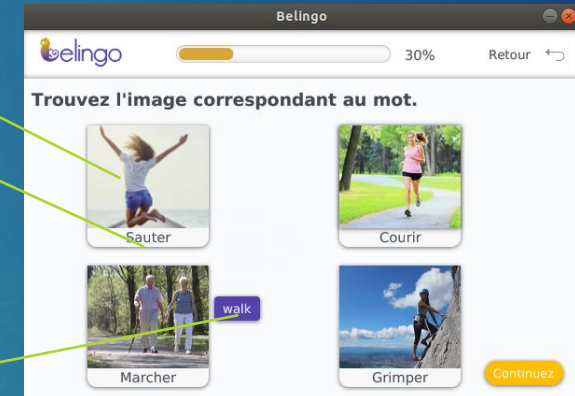 Belingo
belingo
30%
Retour
Trouvez l'image correspondant au mot.
Sauter
Courir
walk
Marcher
Grimper
Continuez